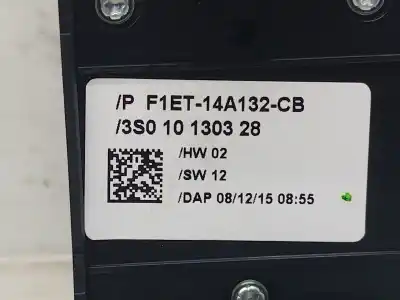 /P F1ET-14A132-CB
/3S0 10 1303 28
/HW 02
/SW 12
/DAP 08/12/15 08:55